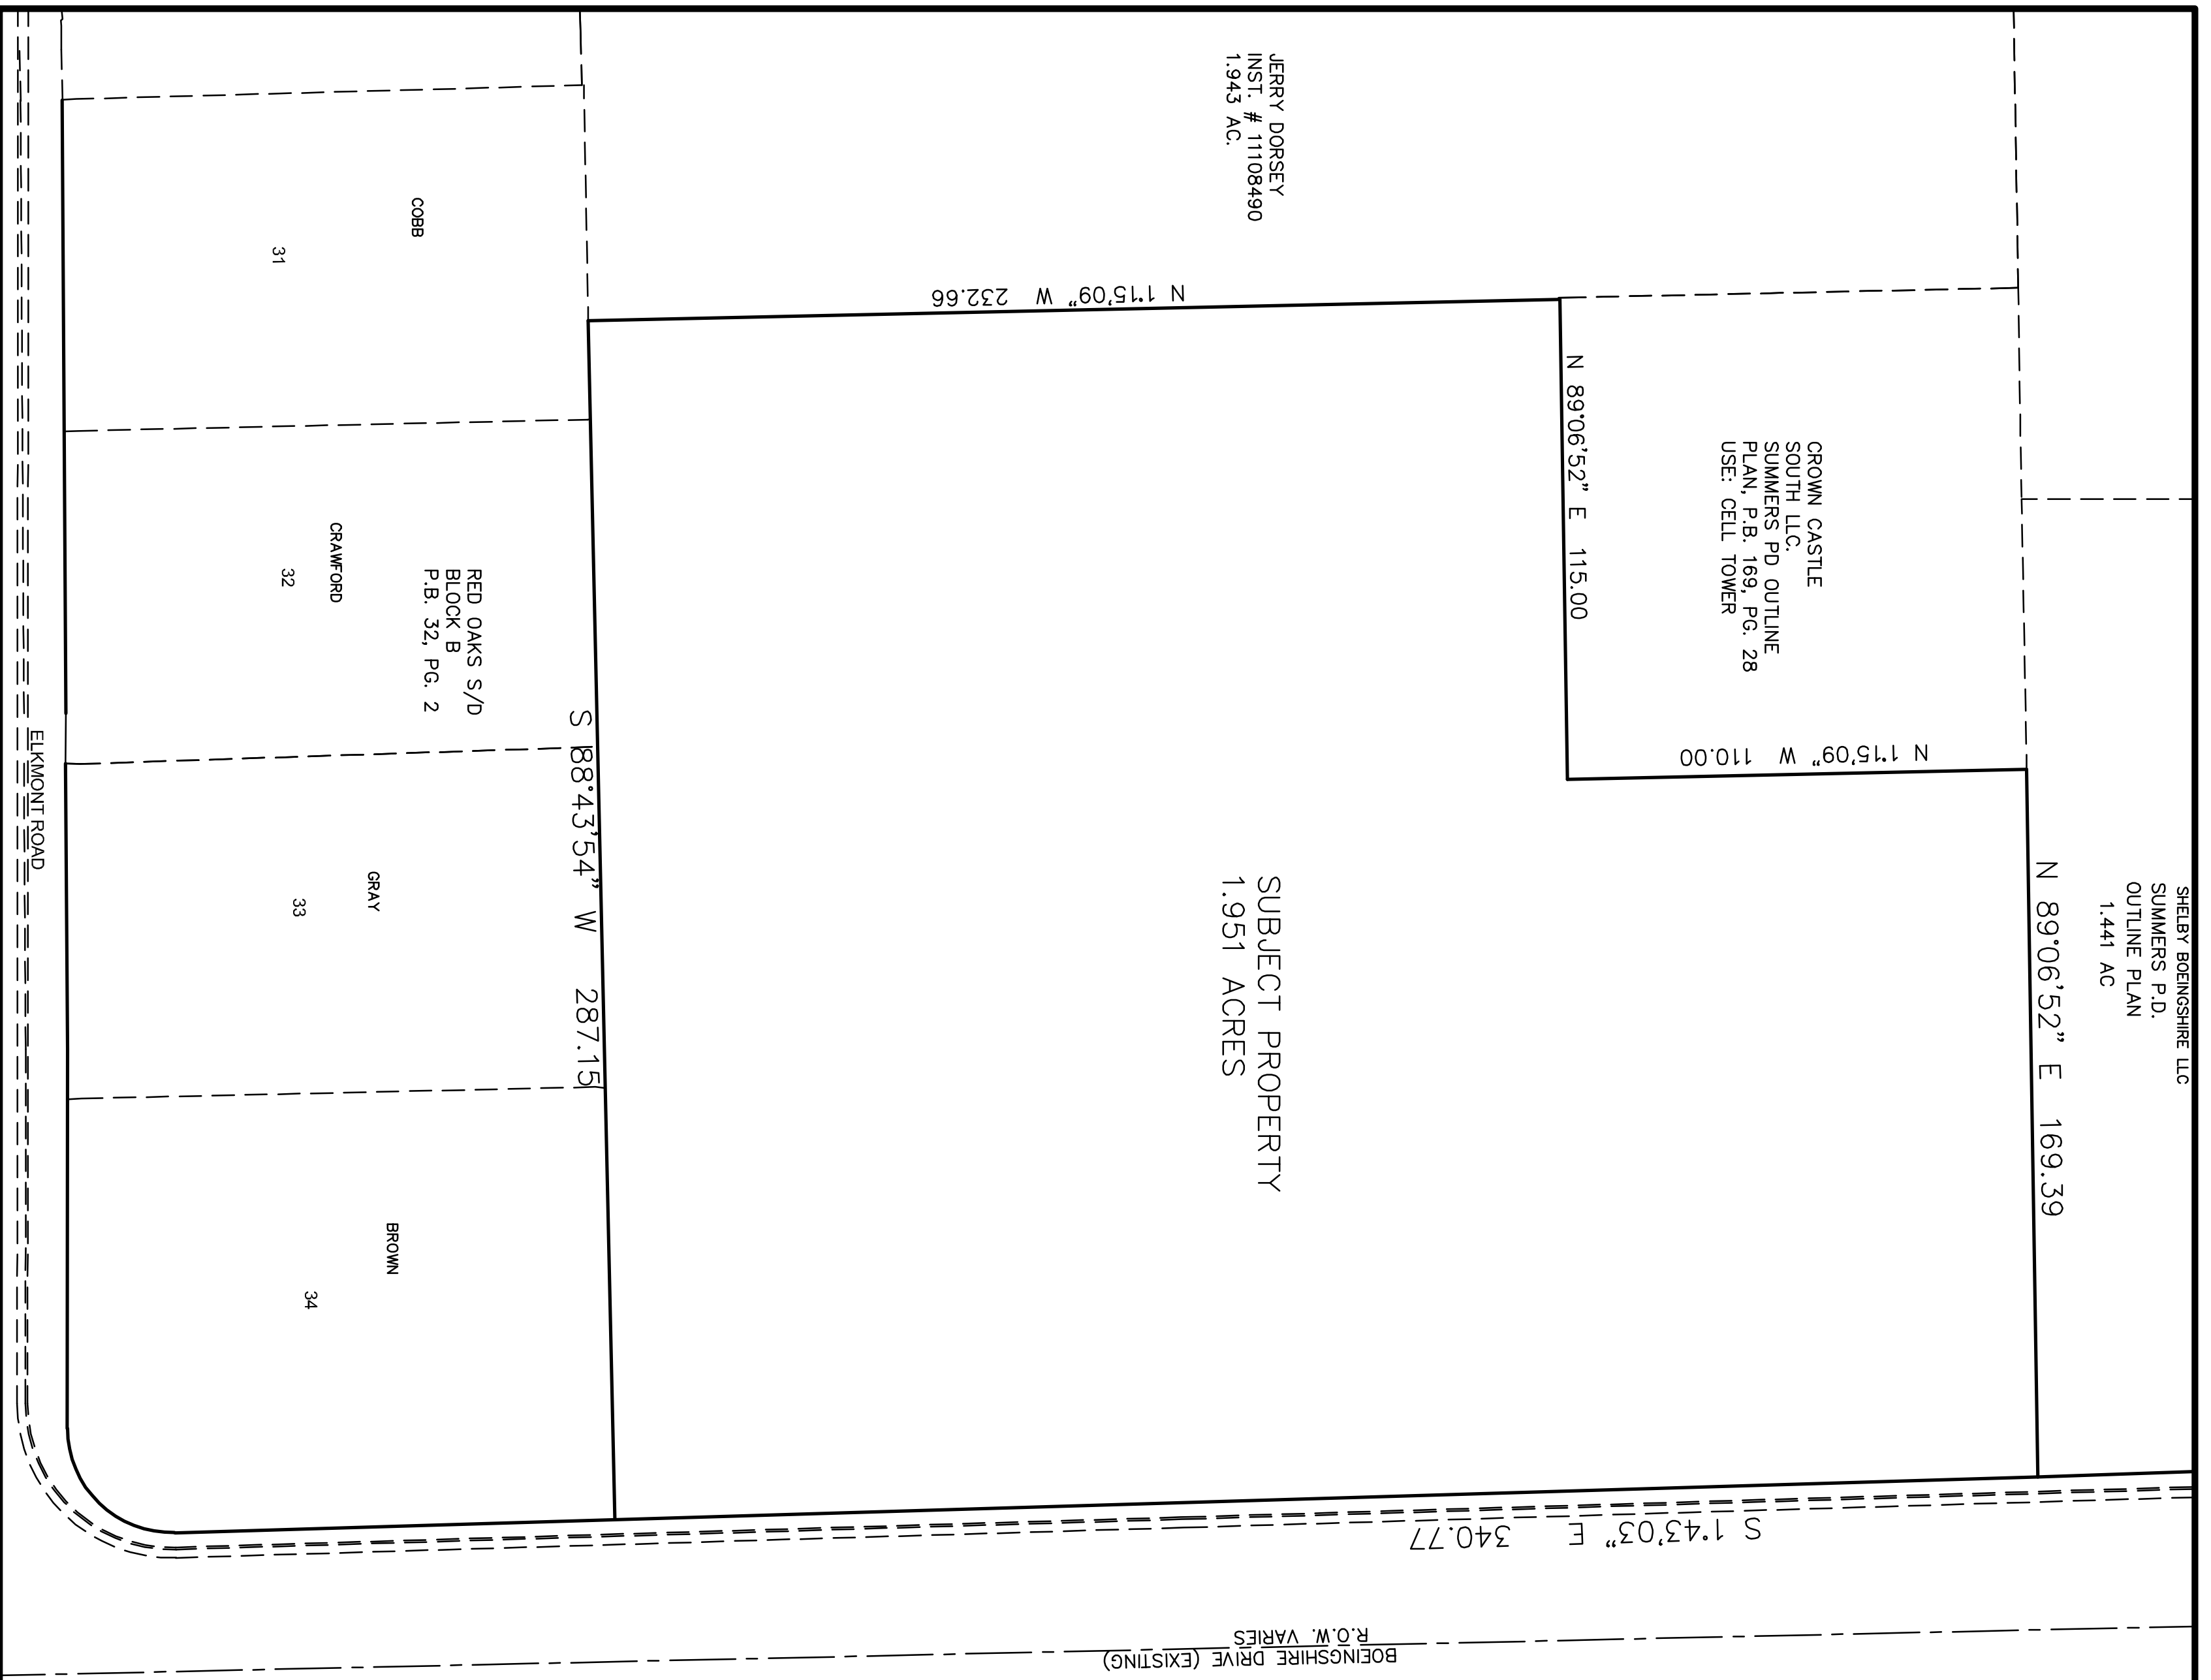 SHELBY BOEINGSHIRE LLC
SUMMERS P.D.
OUTLINE PLAN
1.441 AC
N 89°06'52" E 169.39
CROWN CASTLE
SOUTH LLC.
SUMMERS PD OUTLINE
PLAN, P.B. 169, PG. 28
USE: CELL TOWER
N 1°15'09" W 110.00
N 89°06'52" E 115.00
JERRY DORSEY
INST. # 11108490
1.943 AC.
N 1°15'09" W 232.66
SUBJECT PROPERTY
1.951 ACRES
S 1°43'03" E 340.77
BOEINGSHIRE DRIVE (EXISTING)
R.O.W. VARIES
S 88°43'54" W 287.15
RED OAKS S/D
BLOCK B
P.B. 32, PG. 2
COBB
31
CRAWFORD
32
GRAY
33
BROWN
34
ELKMONT ROAD